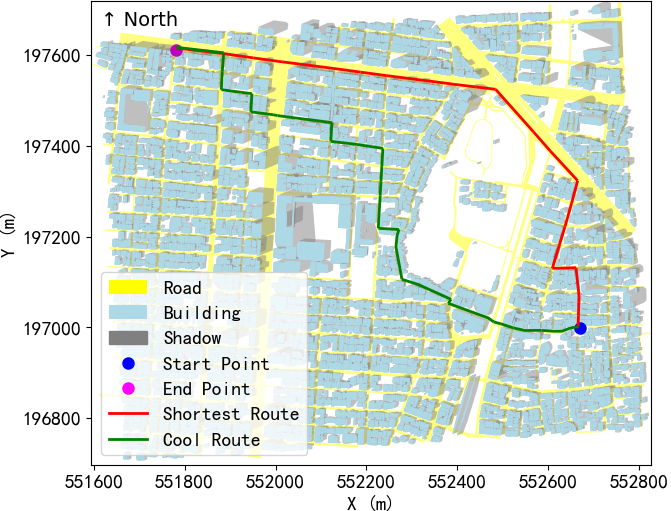 ↑ North
197600
197400
197200
197000
196800
Y (m)
Road
Building
Shadow
Start Point
End Point
Shortest Route
Cool Route
551600 551800 552000 552200 552400 552600 552800
X (m)